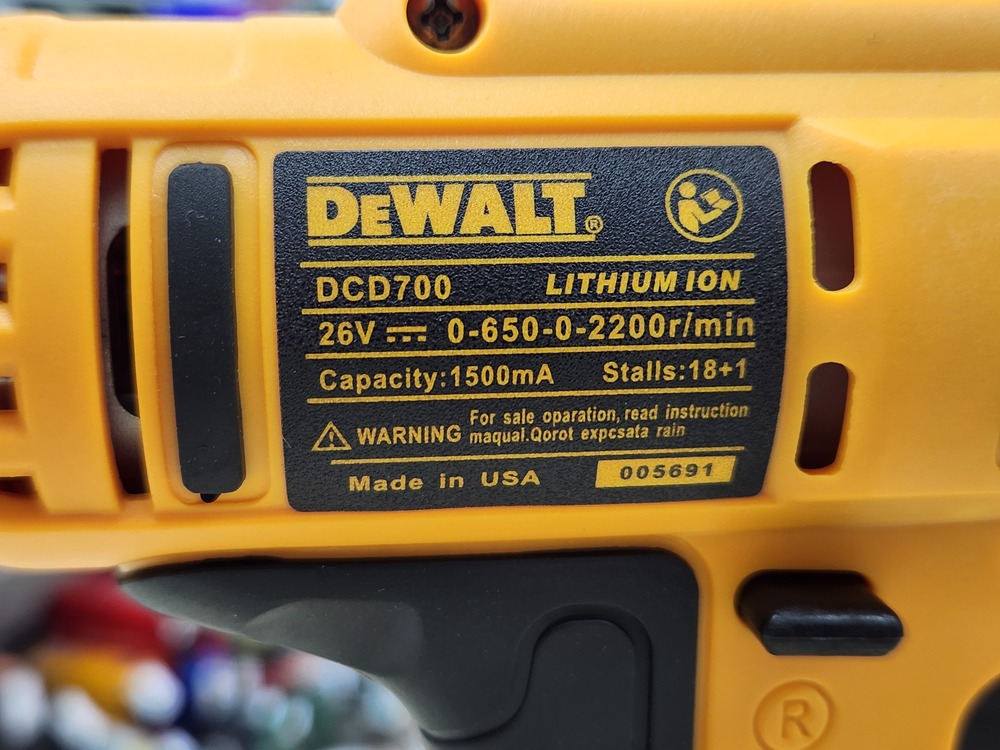 DEWALT®
DCD700 LITHIUM ION
26V 0-650-0-2200r/min
Capacity:1500mA Stalls:18+1
WARNING For sale oparation, read instruction
maqual.Qorot expcsata rain
Made in USA 005691
R